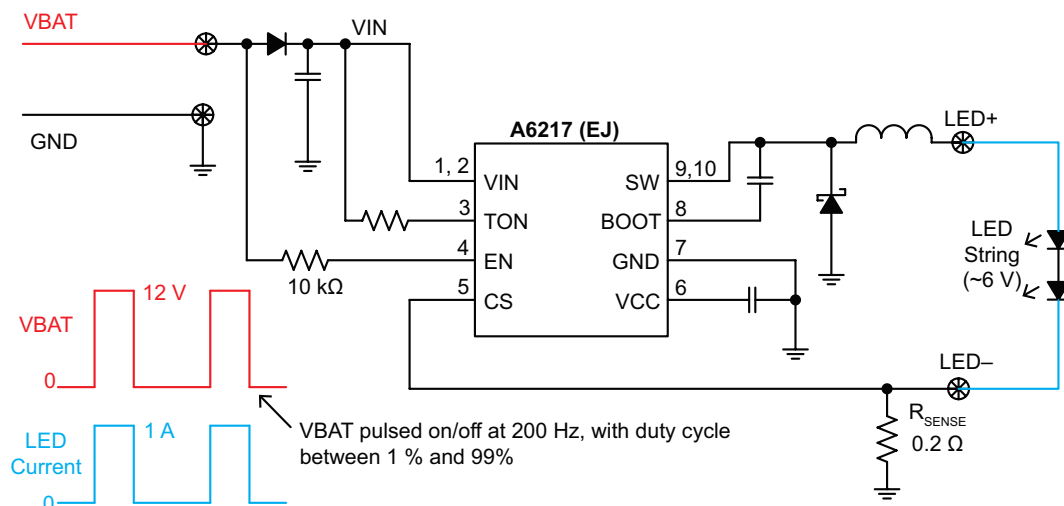 VBAT
VIN
GND
A6217 (EJ)
LED+
1, 2
VIN
SW
9,10
3
TON
BOOT
8
4
EN
GND
7
10 kΩ
5
CS
VCC
6
LED
String
(~6 V)
12 V
VBAT
0
LED–
1 A
LED
Current
0
VBAT pulsed on/off at 200 Hz, with duty cycle
between 1 % and 99%
RSENSE
0.2 Ω